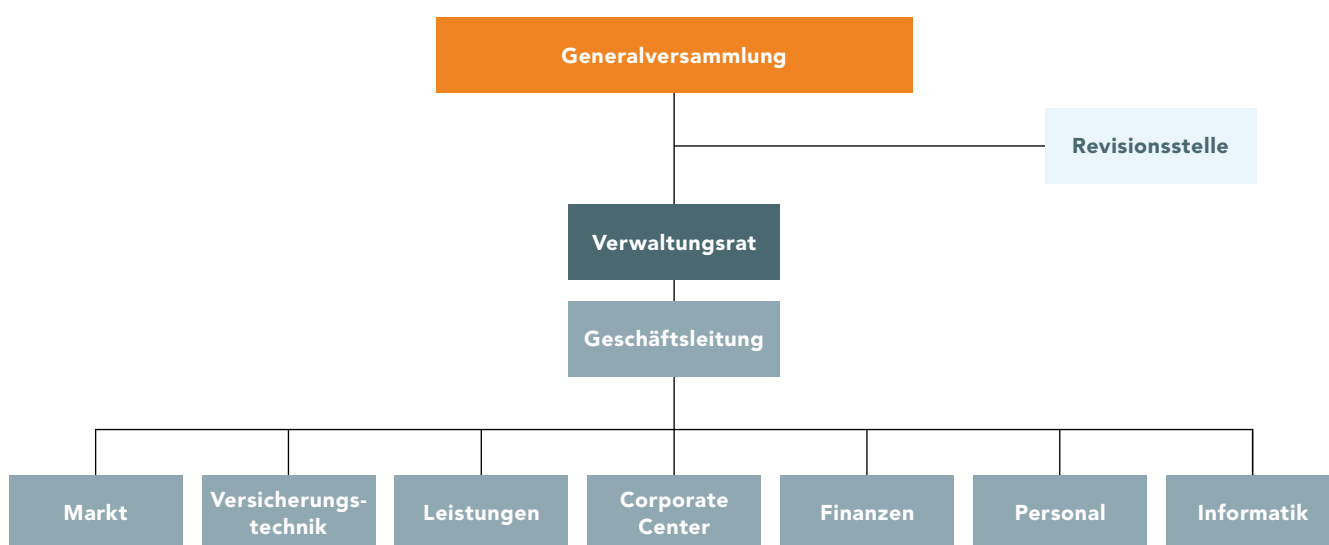 Generalversammlung
Revisionsstelle
Verwaltungsrat
Geschäftsleitung
Markt
Versicherungs-
technik
Leistungen
Corporate
Center
Finanzen
Personal
Informatik